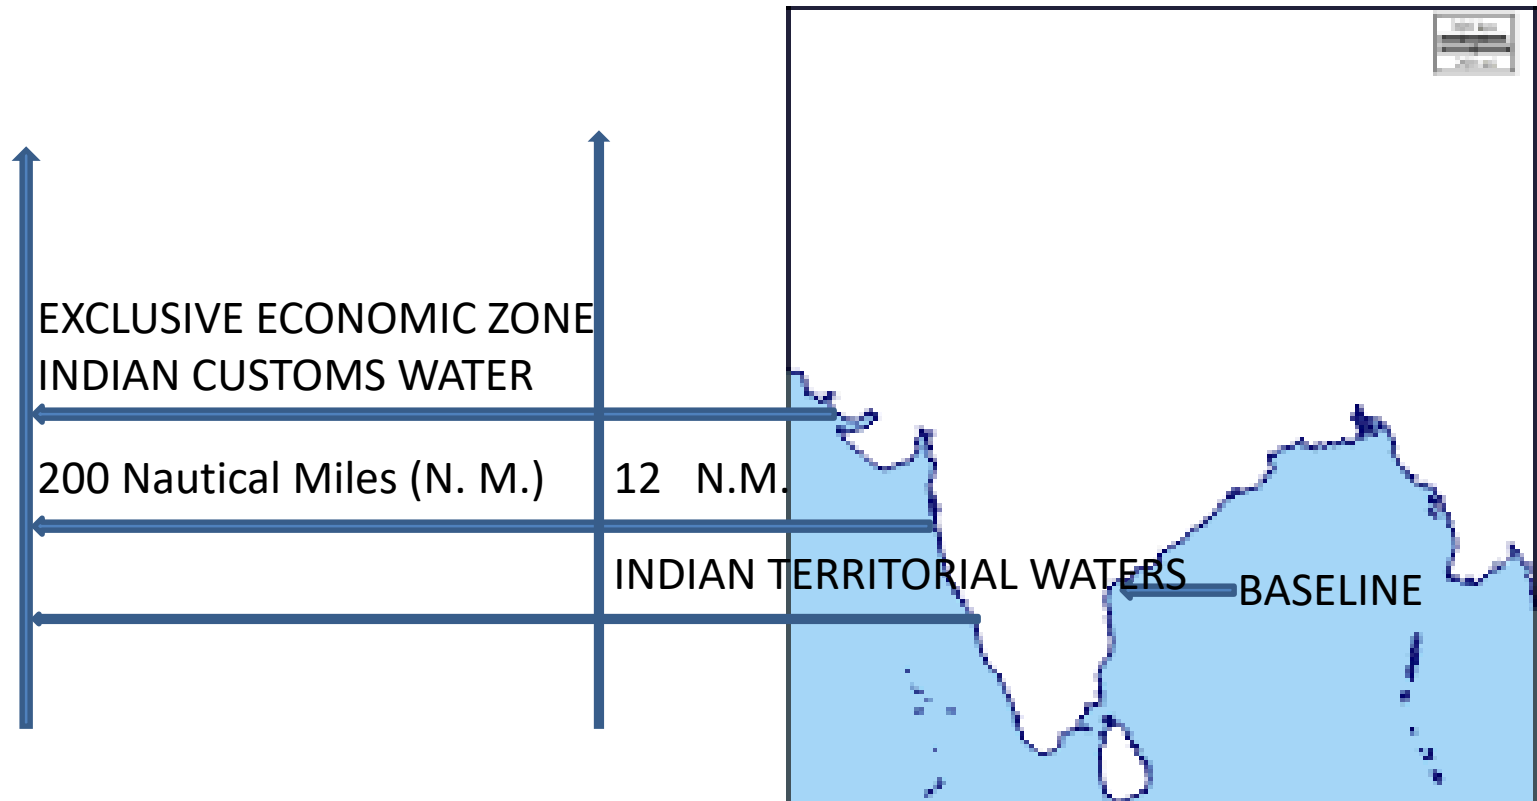 EXCLUSIVE ECONOMIC ZONE
INDIAN CUSTOMS WATER
200 Nautical Miles (N. M.)
12 N.M.
INDIAN TERRITORIAL WATERS
BASELINE